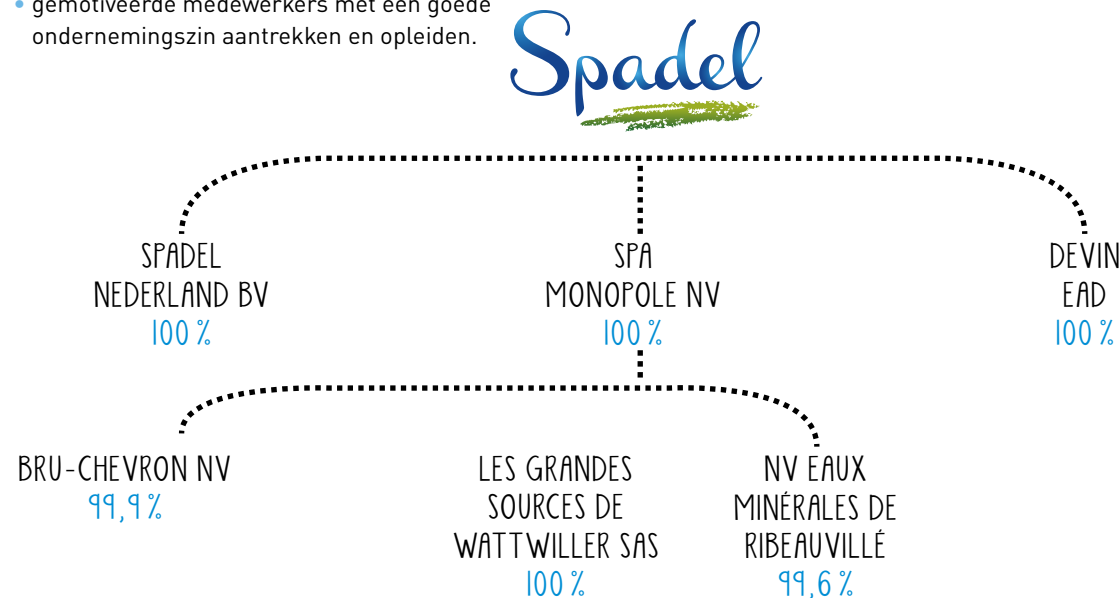 • gemotiveerde medewerkers met een goede
ondernemingszin aantrekken en opleiden.
Spadel
SPADEL
NEDERLAND BV
100 %
SPA
MONOPOLE NV
100 %
DEVIN
EAD
100 %
BRU-CHEVRON NV
99,9 %
LES GRANDES
SOURCES DE
WATTWILLER SAS
100 %
NV EAUX
MINÉRALES DE
RIBEAUVILLÉ
99,6 %